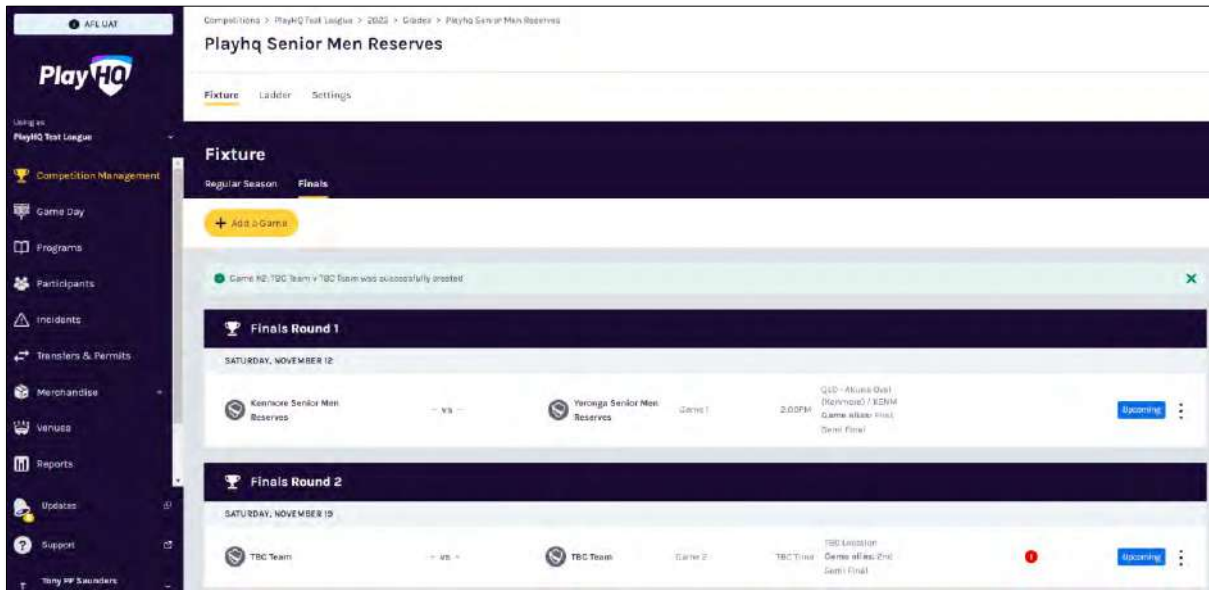 AFL UAT
PlayHQ
Using as
PlayHQ Test League
Competition Management
Game Day
Programs
Participants
Incidents
Transfers & Permits
Merchandise
Venues
Reports
Updates
Support
Tony PP Saunders
Competitions > PlayHQ Test League > 2022 > Grades > Playhq Senior Men Reserves
Playhq Senior Men Reserves
Fixture Ladder Settings
Fixture
Regular Season Finals
+ Add a Game
Game #2: TBC Team v TBC Team was successfully created
Finals Round 1
SATURDAY, NOVEMBER 12
Kenmore Senior Men Reserves
- vs -
Yeronga Senior Men Reserves
Game 1
2:00PM
QLD - Akuna Oval
(Kenmore) / KENM
Game alias: First
Semi Final
Upcoming
Finals Round 2
SATURDAY, NOVEMBER 19
TBC Team
- vs -
TBC Team
Game 2
TBC Time
TBC Location
Game alias: 2nd
Semi Final
Upcoming